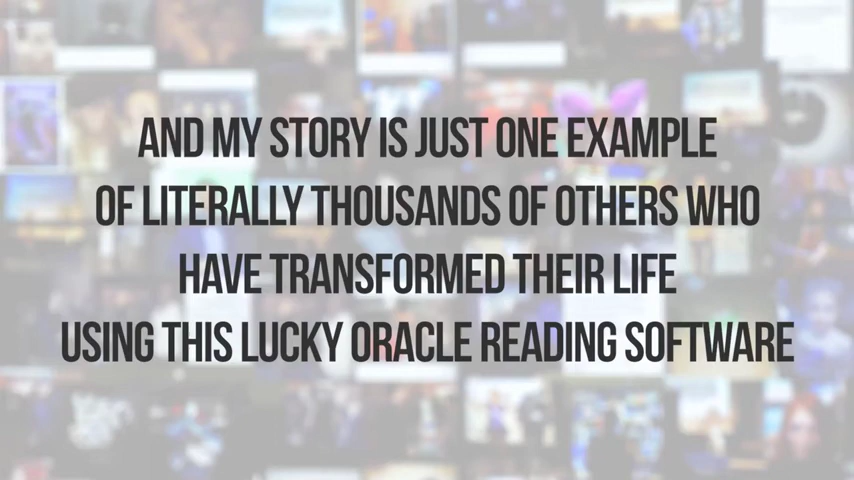 AND MY STORY IS JUST ONE EXAMPLE
OF LITERALLY THOUSANDS OF OTHERS WHO
HAVE TRANSFORMED THEIR LIFE
USING THIS LUCKY ORACLE READING SOFTWARE